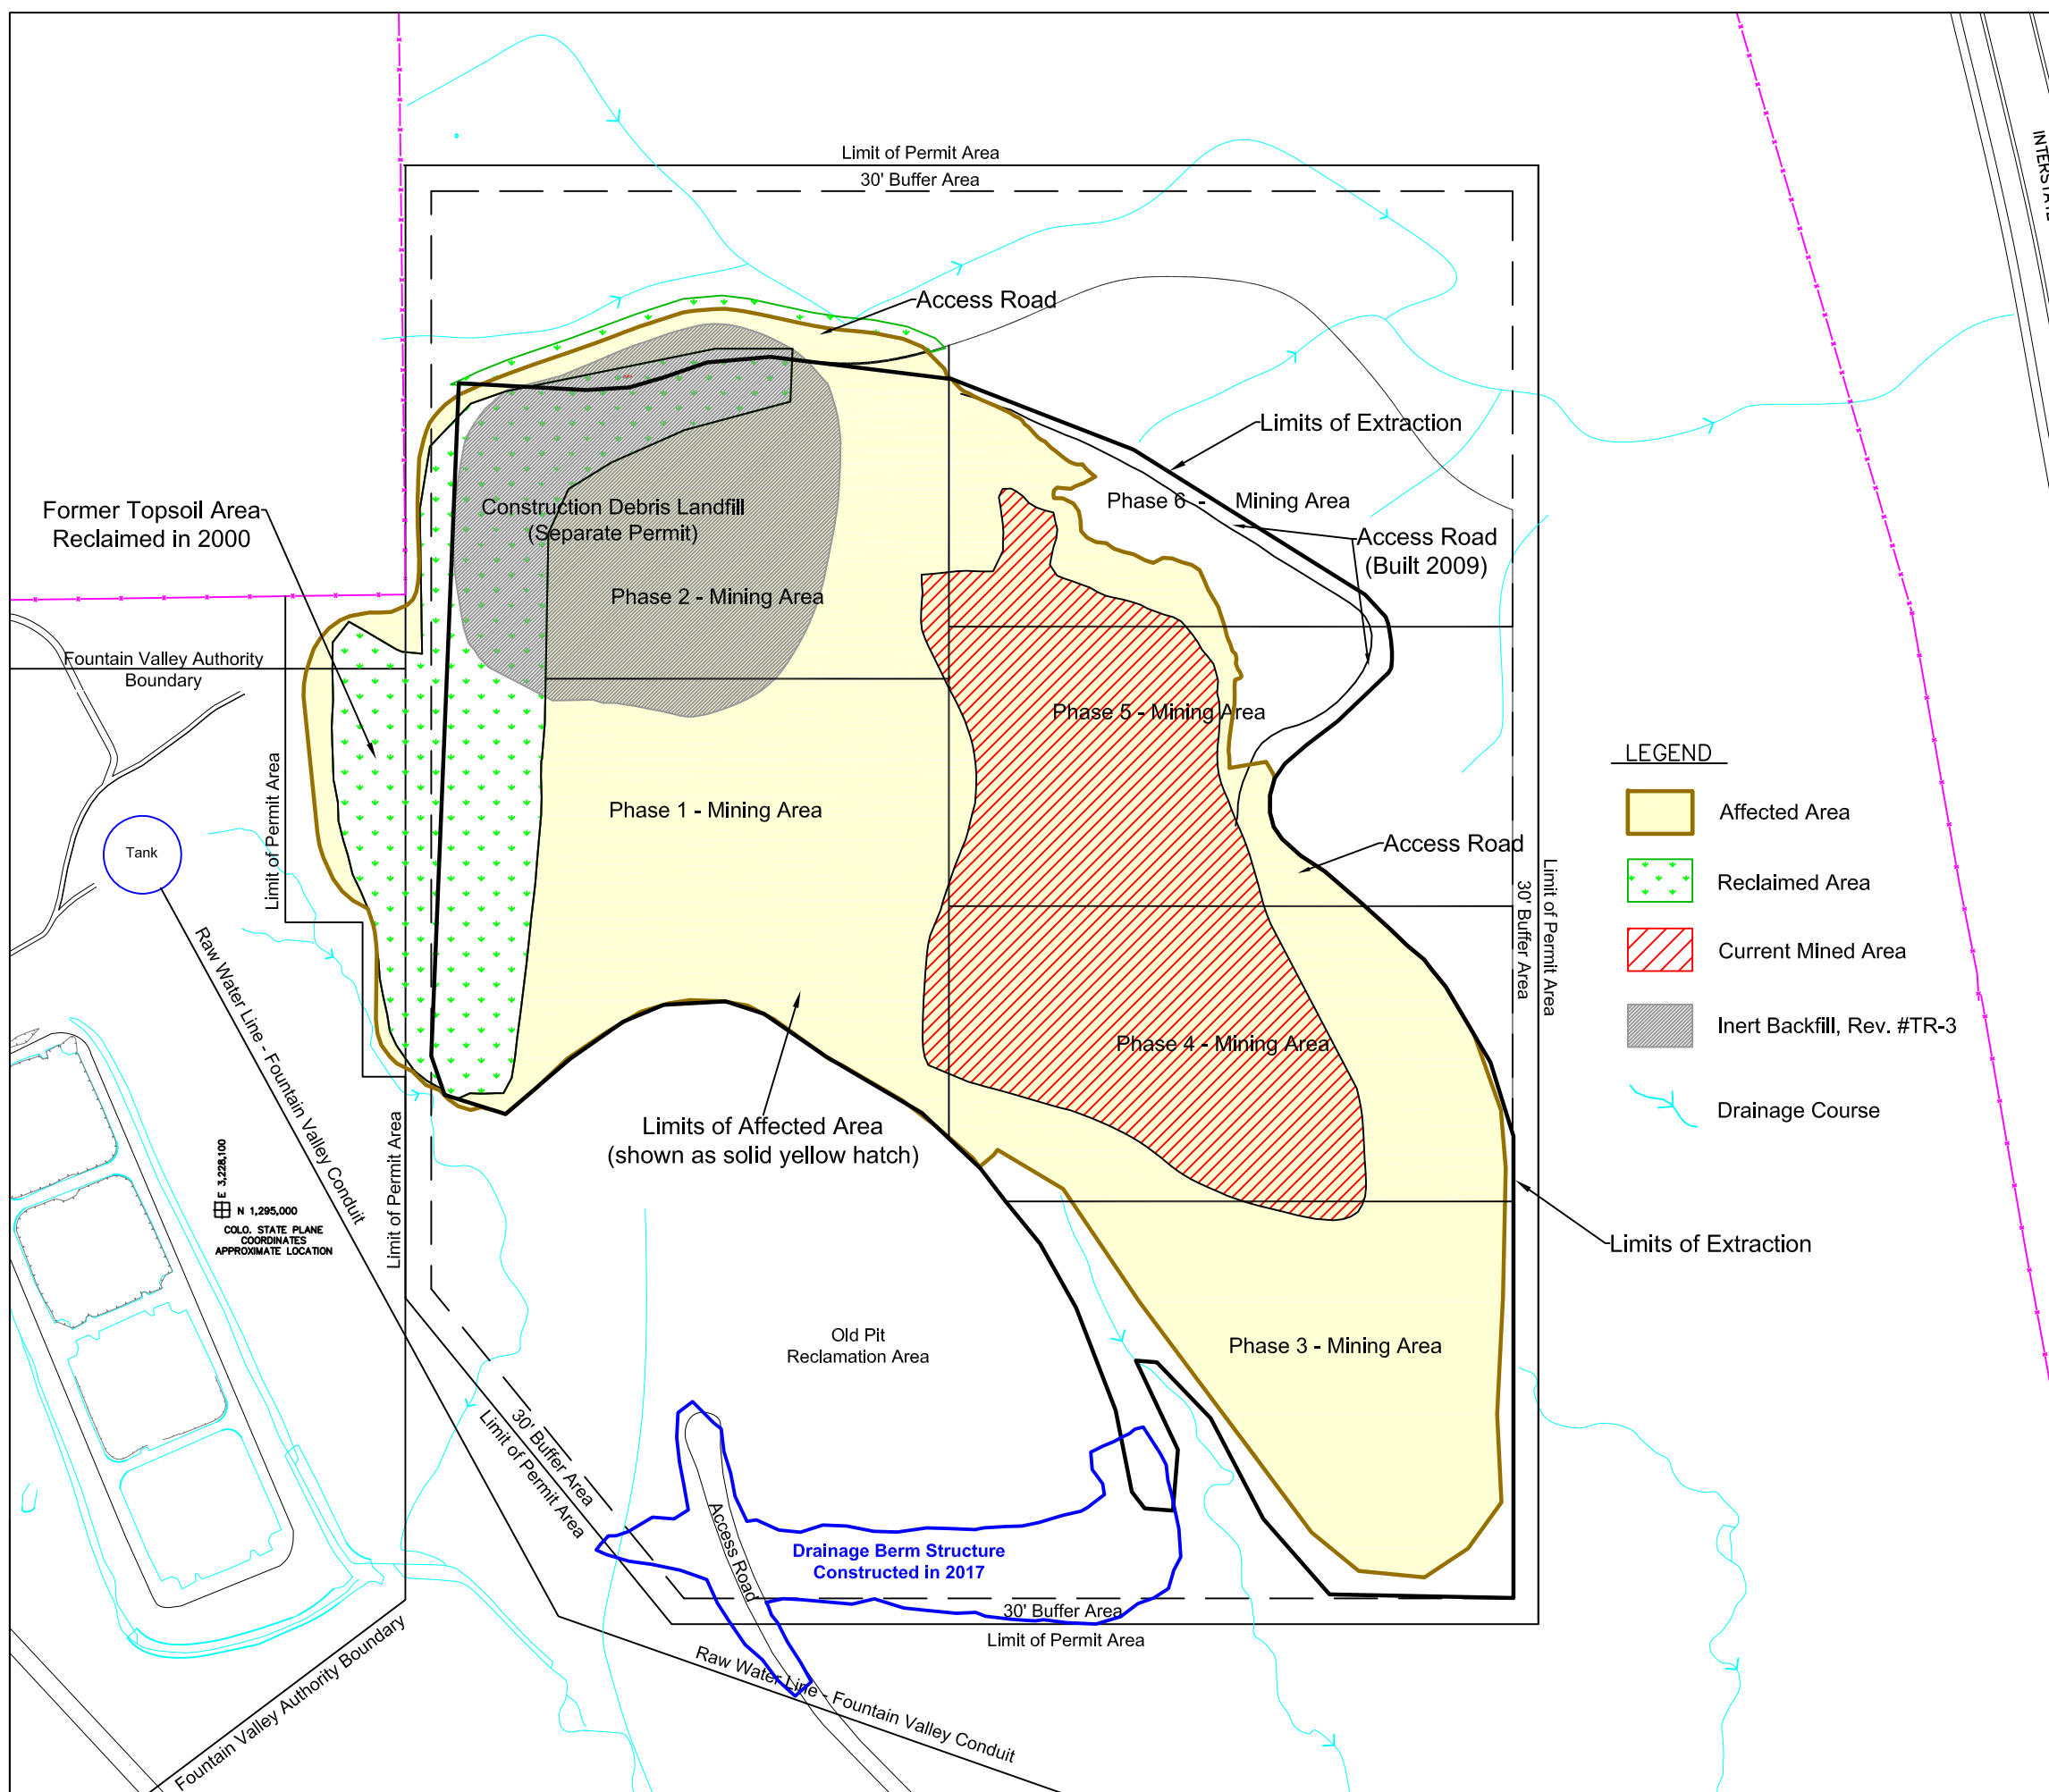 INTERSTATE
Limit of Permit Area
30' Buffer Area
Access Road
Limits of Extraction
Phase 6 - Mining Area
Former Topsoil Area
Reclaimed in 2000
Construction Debris Landfill
(Separate Permit)
Access Road
(Built 2009)
Phase 2 - Mining Area
Fountain Valley Authority
Boundary
Phase 5 - Mining Area
LEGEND
Affected Area
Reclaimed Area
Current Mined Area
Inert Backfill, Rev. #TR-3
Drainage Course
Phase 1 - Mining Area
Limit of Permit Area
Tank
Access Road
30' Buffer Area
Limit of Permit Area
Raw Water Line - Fountain Valley Conduit
Phase 4 - Mining Area
Limits of Affected Area
(shown as solid yellow hatch)
Limit of Permit Area
E 3,228,100
N 1,295,000
COLO. STATE PLANE
COORDINATES
APPROXIMATE LOCATION
Limits of Extraction
Old Pit
Reclamation Area
Phase 3 - Mining Area
30' Buffer Area
Limit of Permit Area
Access Road
Drainage Berm Structure
Constructed in 2017
30' Buffer Area
Limit of Permit Area
Raw Water Line - Fountain Valley Conduit
Fountain Valley Authority Boundary